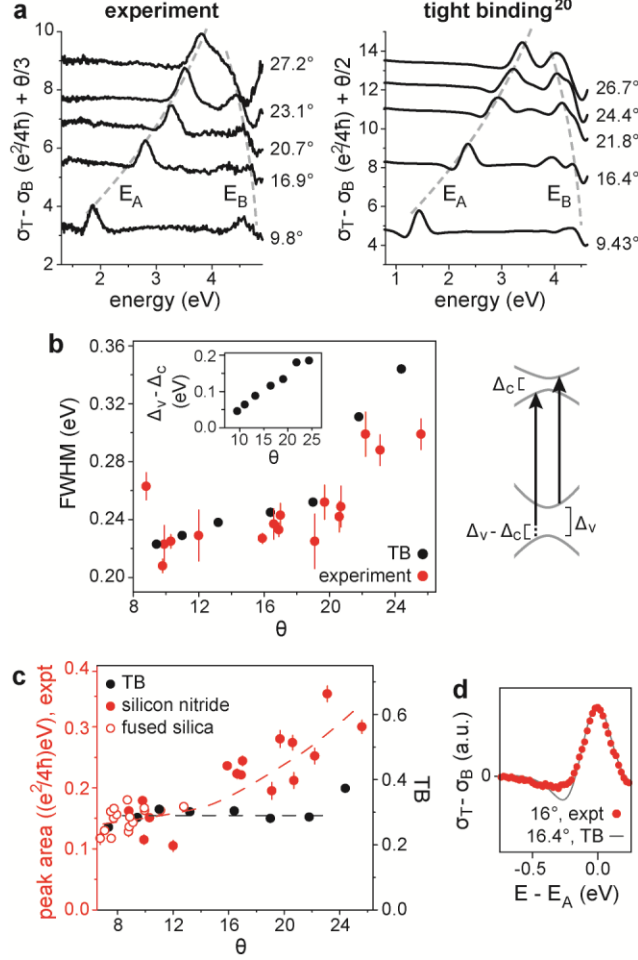 a
experiment
tight binding²⁰
σT - σB (e²/4ħ) + θ/3
10
8
6
4
2
27.2°
23.1°
20.7°
16.9°
9.8°
EA
EB
2
3
4
energy (eV)
σT - σB (e²/4ħ) + θ/2
14
12
10
8
6
4
26.7°
24.4°
21.8°
16.4°
9.43°
EA
EB
1
2
3
4
energy (eV)
b
FWHM (eV)
0.36
0.32
0.28
0.24
0.20
ΔV - ΔC
(eV)
0.2
0.1
0.0
10
15
20
25
θ
TB
experiment
8
12
16
20
24
θ
ΔC
ΔV - ΔC
ΔV
c
peak area ((e²/4ħ)eV), expt
0.4
0.3
0.2
0.1
0.0
TB
silicon nitride
fused silica
0.6
0.4
0.2
0.0
TB
8
12
16
20
24
θ
d
σT - σB (a.u.)
0
16°, expt
16.4°, TB
-0.5
0.0
E - EA (eV)